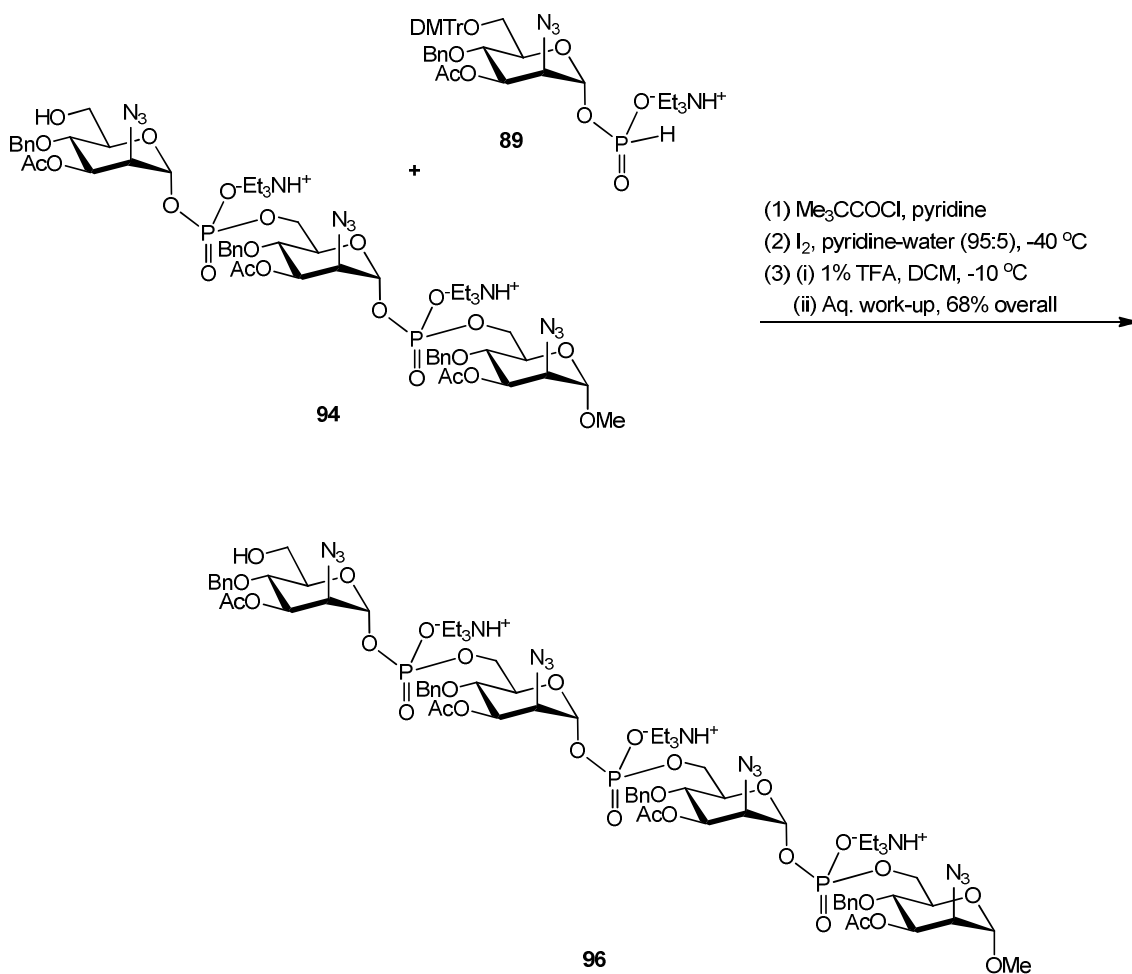 DMTrO
N₃
O
BnO
AcO
O⁻Et₃NH⁺
O
P
H
O
89
HO
N₃
O
BnO
AcO
O⁻Et₃NH⁺
O
P
O
O
N₃
O
BnO
AcO
O⁻Et₃NH⁺
O
P
O
O
N₃
O
BnO
AcO
OMe
94
+
(1) Me₃CCOCl, pyridine
(2) I₂, pyridine-water (95:5), -40 °C
(3) (i) 1% TFA, DCM, -10 °C
(ii) Aq. work-up, 68% overall
HO
N₃
O
BnO
AcO
O⁻Et₃NH⁺
O
P
O
O
N₃
O
BnO
AcO
O⁻Et₃NH⁺
O
P
O
O
N₃
O
BnO
AcO
O⁻Et₃NH⁺
O
P
O
O
N₃
O
BnO
AcO
OMe
96